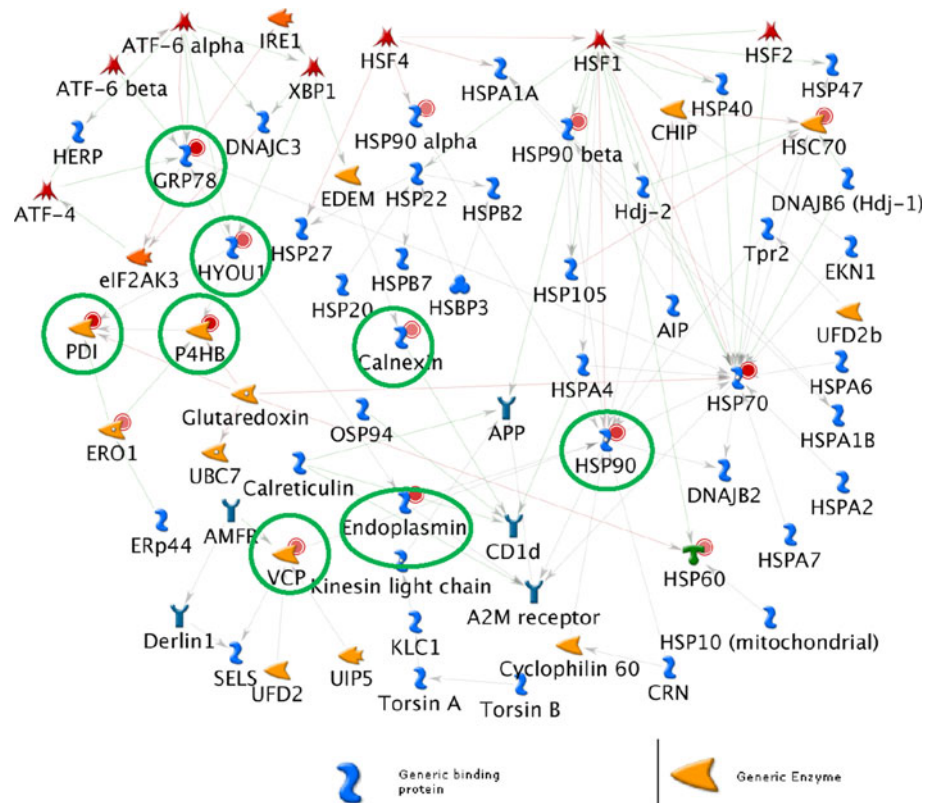 ATF-6 alpha
IRE1
HSF4
HSF1
HSF2
ATF-6 beta
XBP1
HSPA1A
HSP40
HSP47
HERP
DNAJC3
HSP90 alpha
HSP90 beta
CHIP
HSC70
GRP78
EDEM
HSP22
HSPB2
Hdj-2
DNAJB6 (Hdj-1)
ATF-4
HYOU1
HSP27
Tpr2
EKN1
eIF2AK3
HSP20
HSPB7
HSBP3
HSP105
AIP
UFD2b
PDI
P4HB
Calnexin
HSPA4
HSP70
HSPA6
Glutaredoxin
OSP94
APP
HSPA1B
ERO1
UBC7
Calreticulin
HSP90
DNAJB2
HSPA2
ERp44
AMFR
Endoplasmin
CD1d
HSPA7
VCP
Kinesin light chain
HSP60
A2M receptor
Derlin1
KLC1
HSP10 (mitochondrial)
SELS
UFD2
UIP5
Torsin A
Torsin B
Cyclophilin 60
CRN
Generic binding
protein
Generic Enzyme